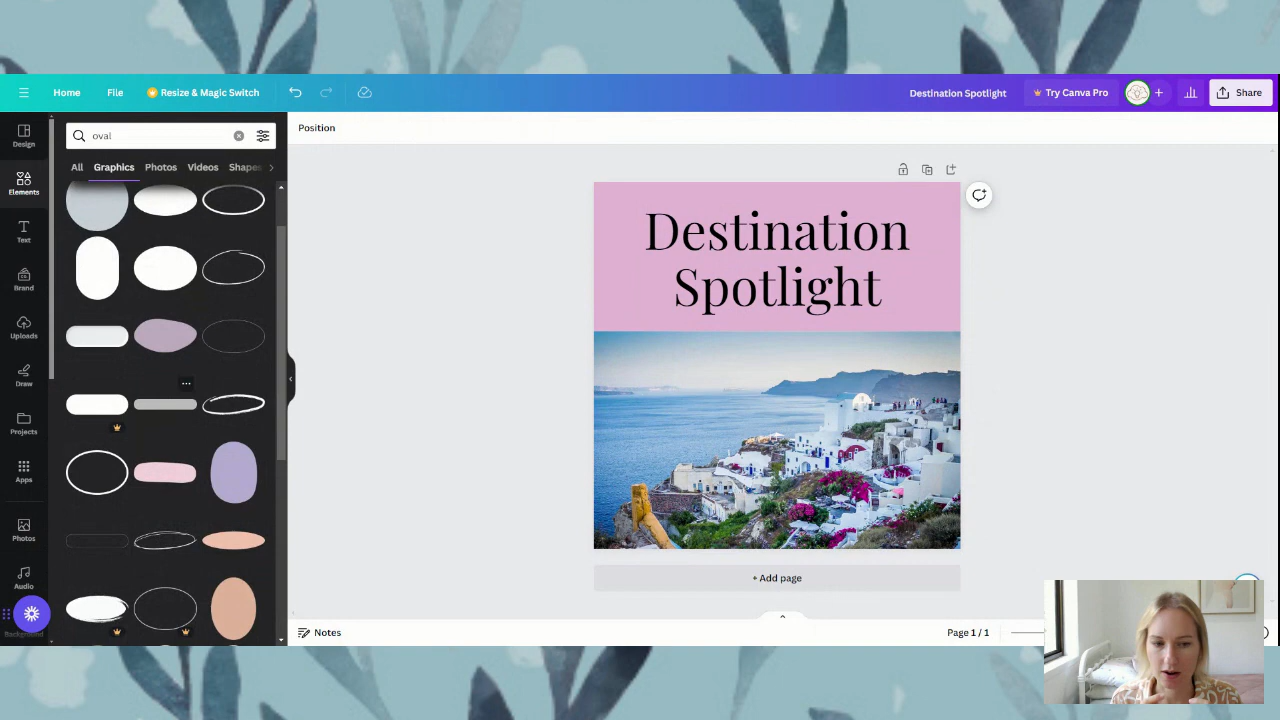 Home
File
Resize & Magic Switch
Destination Spotlight
Try Canva Pro
+
Share
Design
Elements
Text
Brand
Uploads
Draw
Projects
Apps
Photos
Audio
Background
oval
All
Graphics
Photos
Videos
Shapes
Position
Destination
Spotlight
+ Add page
Notes
Page 1 / 1